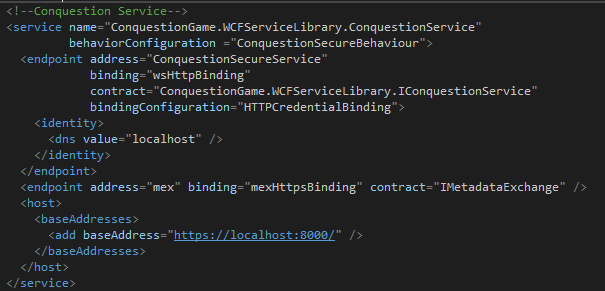 <!--Conquestion Service-->
<service name="ConquestionGame.WCFServiceLibrary.ConquestionService"
behaviorConfiguration ="ConquestionSecureBehaviour">
<endpoint address="ConquestionSecureService"
binding="wsHttpBinding"
contract="ConquestionGame.WCFServiceLibrary.IConquestionService"
bindingConfiguration="HTTPCredentialBinding">
<identity>
<dns value="localhost" />
</identity>
</endpoint>
<endpoint address="mex" binding="mexHttpsBinding" contract="IMetadataExchange" />
<host>
<baseAddresses>
<add baseAddress="https://localhost:8000/" />
</baseAddresses>
</host>
</service>